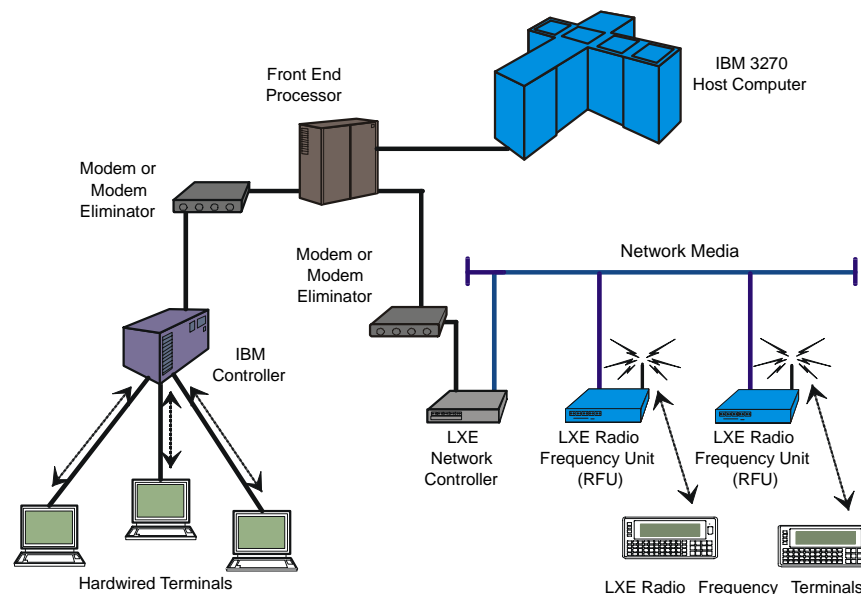 IBM 3270
Host Computer
Front End
Processor
Modem or
Modem
Eliminator
Modem or
Modem
Eliminator
Network Media
IBM
Controller
LXE
Network
Controller
LXE Radio
Frequency Unit
(RFU)
LXE Radio
Frequency Unit
(RFU)
Hardwired Terminals
LXE Radio Frequency Terminals